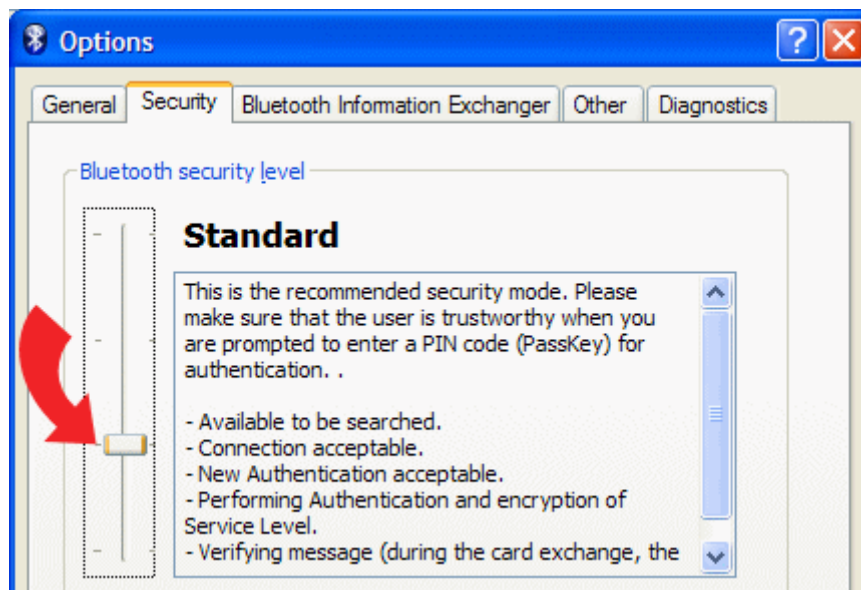 Options
General Security Bluetooth Information Exchanger Other Diagnostics
Bluetooth security level
Standard
This is the recommended security mode. Please
make sure that the user is trustworthy when you
are prompted to enter a PIN code (PassKey) for
authentication. .
- Available to be searched.
- Connection acceptable.
- New Authentication acceptable.
- Performing Authentication and encryption of
Service Level.
- Verifying message (during the card exchange, the